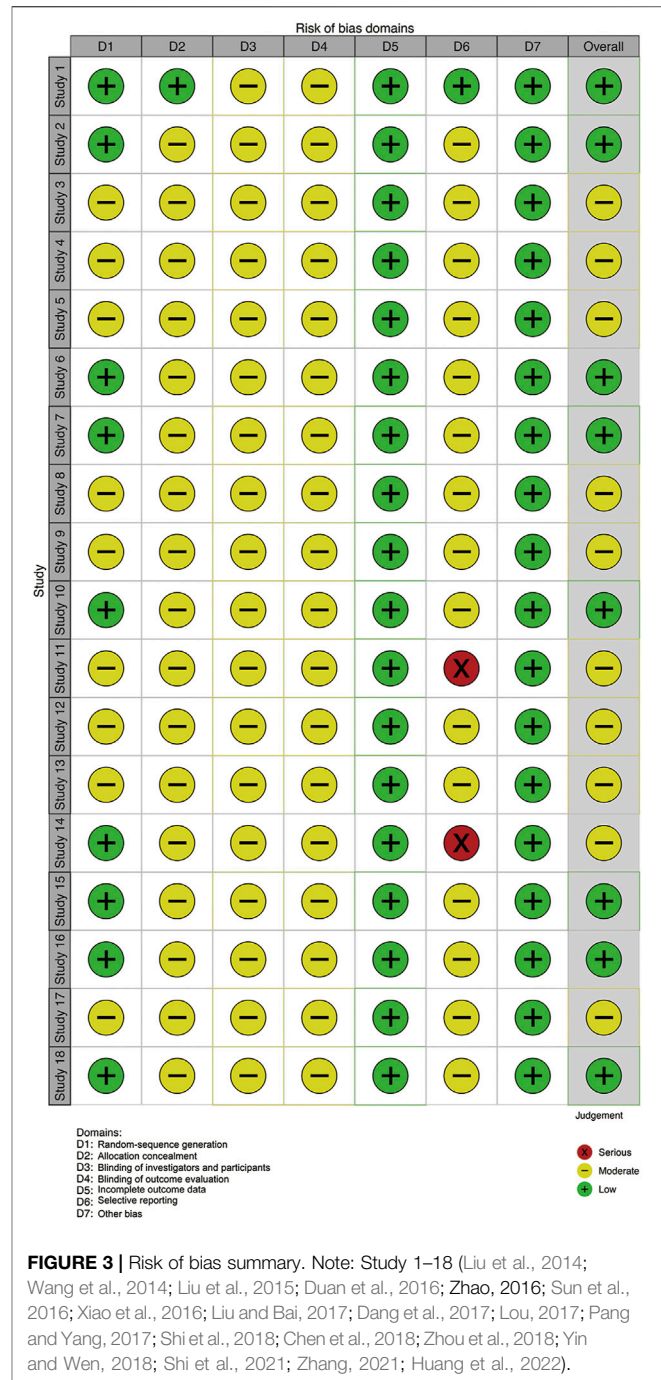 Risk of bias domains
D1 D2 D3 D4 D5 D6 D7 Overall
Study
Study 1 + + − − + + + +
Study 2 + − − − + − + +
Study 3 − − − − + − + −
Study 4 − − − − + − + −
Study 5 − − − − + − + −
Study 6 + − − − + − + +
Study 7 + − − − + − + +
Study 8 − − − − + − + −
Study 9 − − − − + − + −
Study 10 + − − − + − + +
Study 11 − − − − + X + −
Study 12 − − − − + − + −
Study 13 − − − − + − + −
Study 14 + − − − + X + −
Study 15 + − − − + − + +
Study 16 + − − − + − + +
Study 17 − − − − + − + −
Study 18 + − − − + − + +
Domains:
D1: Random-sequence generation
D2: Allocation concealment
D3: Blinding of investigators and participants
D4: Blinding of outcome evaluation
D5: Incomplete outcome data
D6: Selective reporting
D7: Other bias
Judgement
X Serious
− Moderate
+ Low
FIGURE 3 | Risk of bias summary. Note: Study 1–18 (Liu et al., 2014;
Wang et al., 2014; Liu et al., 2015; Duan et al., 2016; Zhao, 2016; Sun et al.,
2016; Xiao et al., 2016; Liu and Bai, 2017; Dang et al., 2017; Lou, 2017; Pang
and Yang, 2017; Shi et al., 2018; Chen et al., 2018; Zhou et al., 2018; Yin
and Wen, 2018; Shi et al., 2021; Zhang, 2021; Huang et al., 2022).